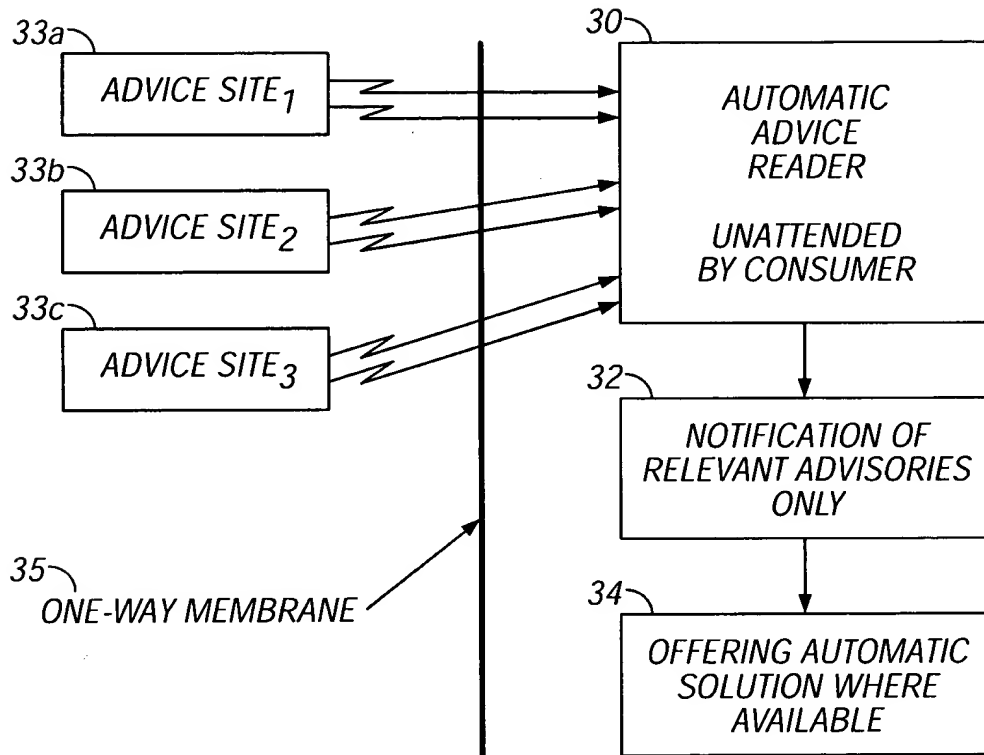 33a
ADVICE SITE1
33b
ADVICE SITE2
33c
ADVICE SITE3
35
ONE-WAY MEMBRANE
30
AUTOMATIC
ADVICE
READER
UNATTENDED
BY CONSUMER
32
NOTIFICATION OF
RELEVANT ADVISORIES
ONLY
34
OFFERING AUTOMATIC
SOLUTION WHERE
AVAILABLE